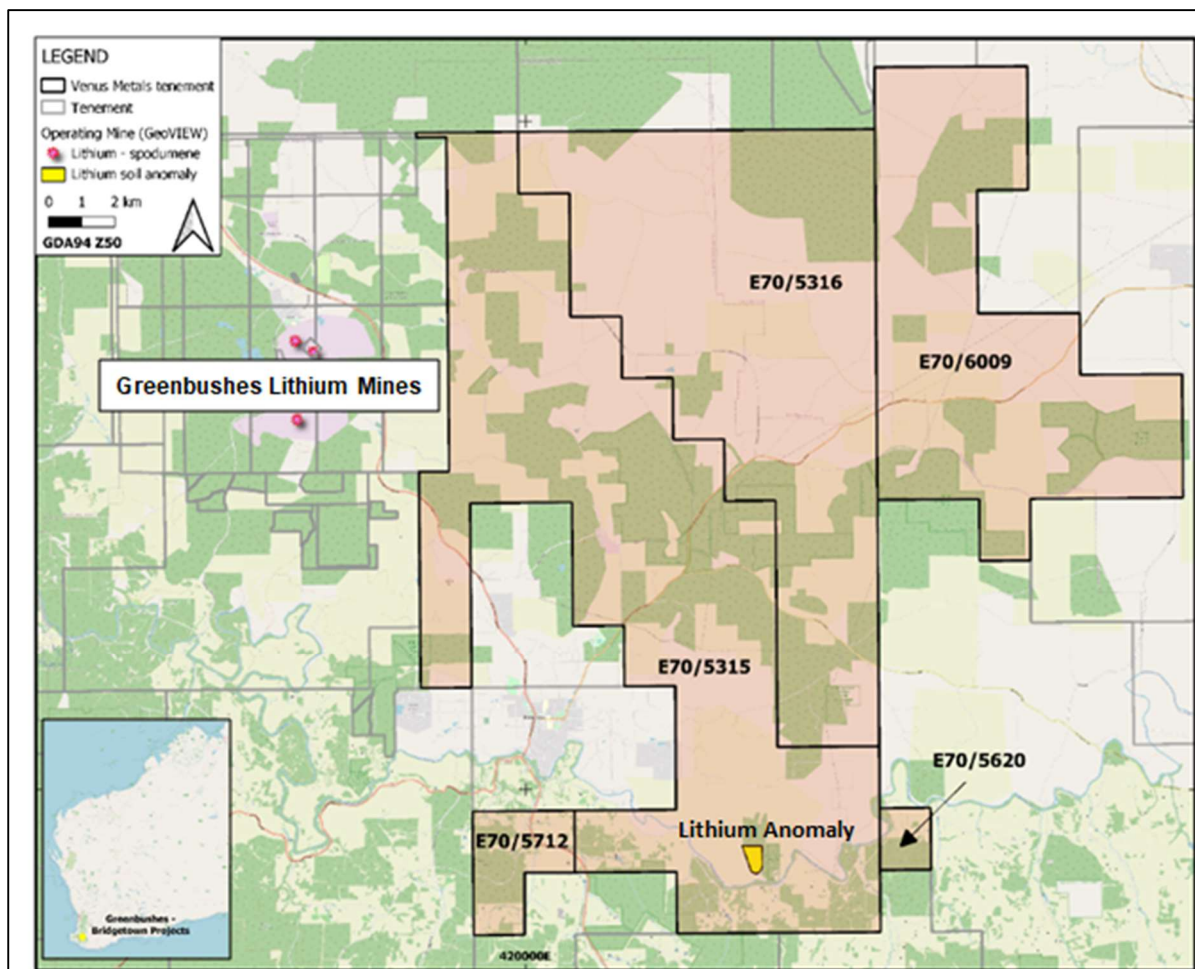 LEGEND
Venus Metals tenement
Tenement
Operating Mine (GeoVIEW)
Lithium - spodumene
Lithium soil anomaly
0 1 2 km
GDA94 Z50
E70/5316
E70/6009
Greenbushes Lithium Mines
E70/5315
E70/5620
E70/5712
Lithium Anomaly
Greenbushes -
Bridgetown Projects
420000E